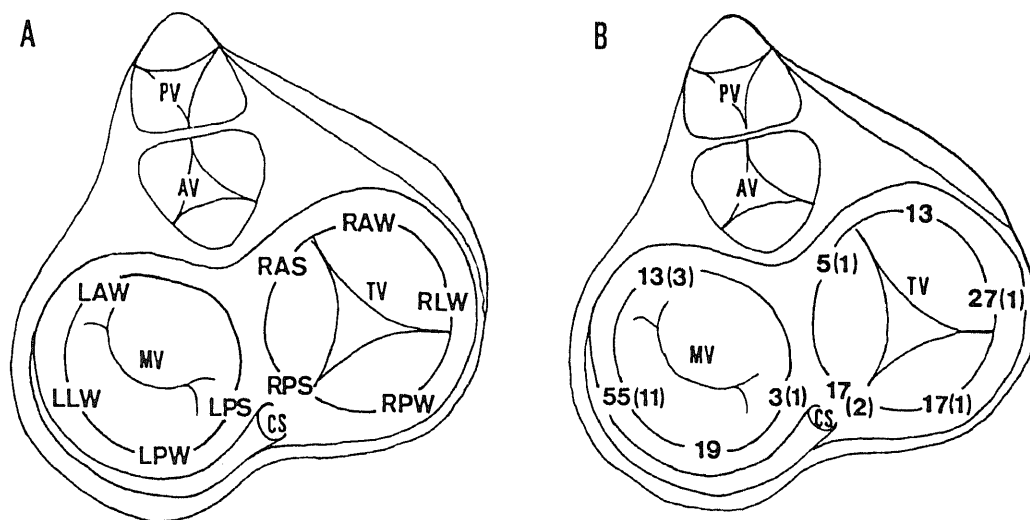 A
PV
AV
RAW
RAS
TV
LAW
RLW
MV
RPS
LLW
LPS
RPW
CS
LPW
B
PV
AV
13
5(1)
TV
13(3)
27(1)
MV
55(11)
3(1)
17
(2)
17(1)
CS
19